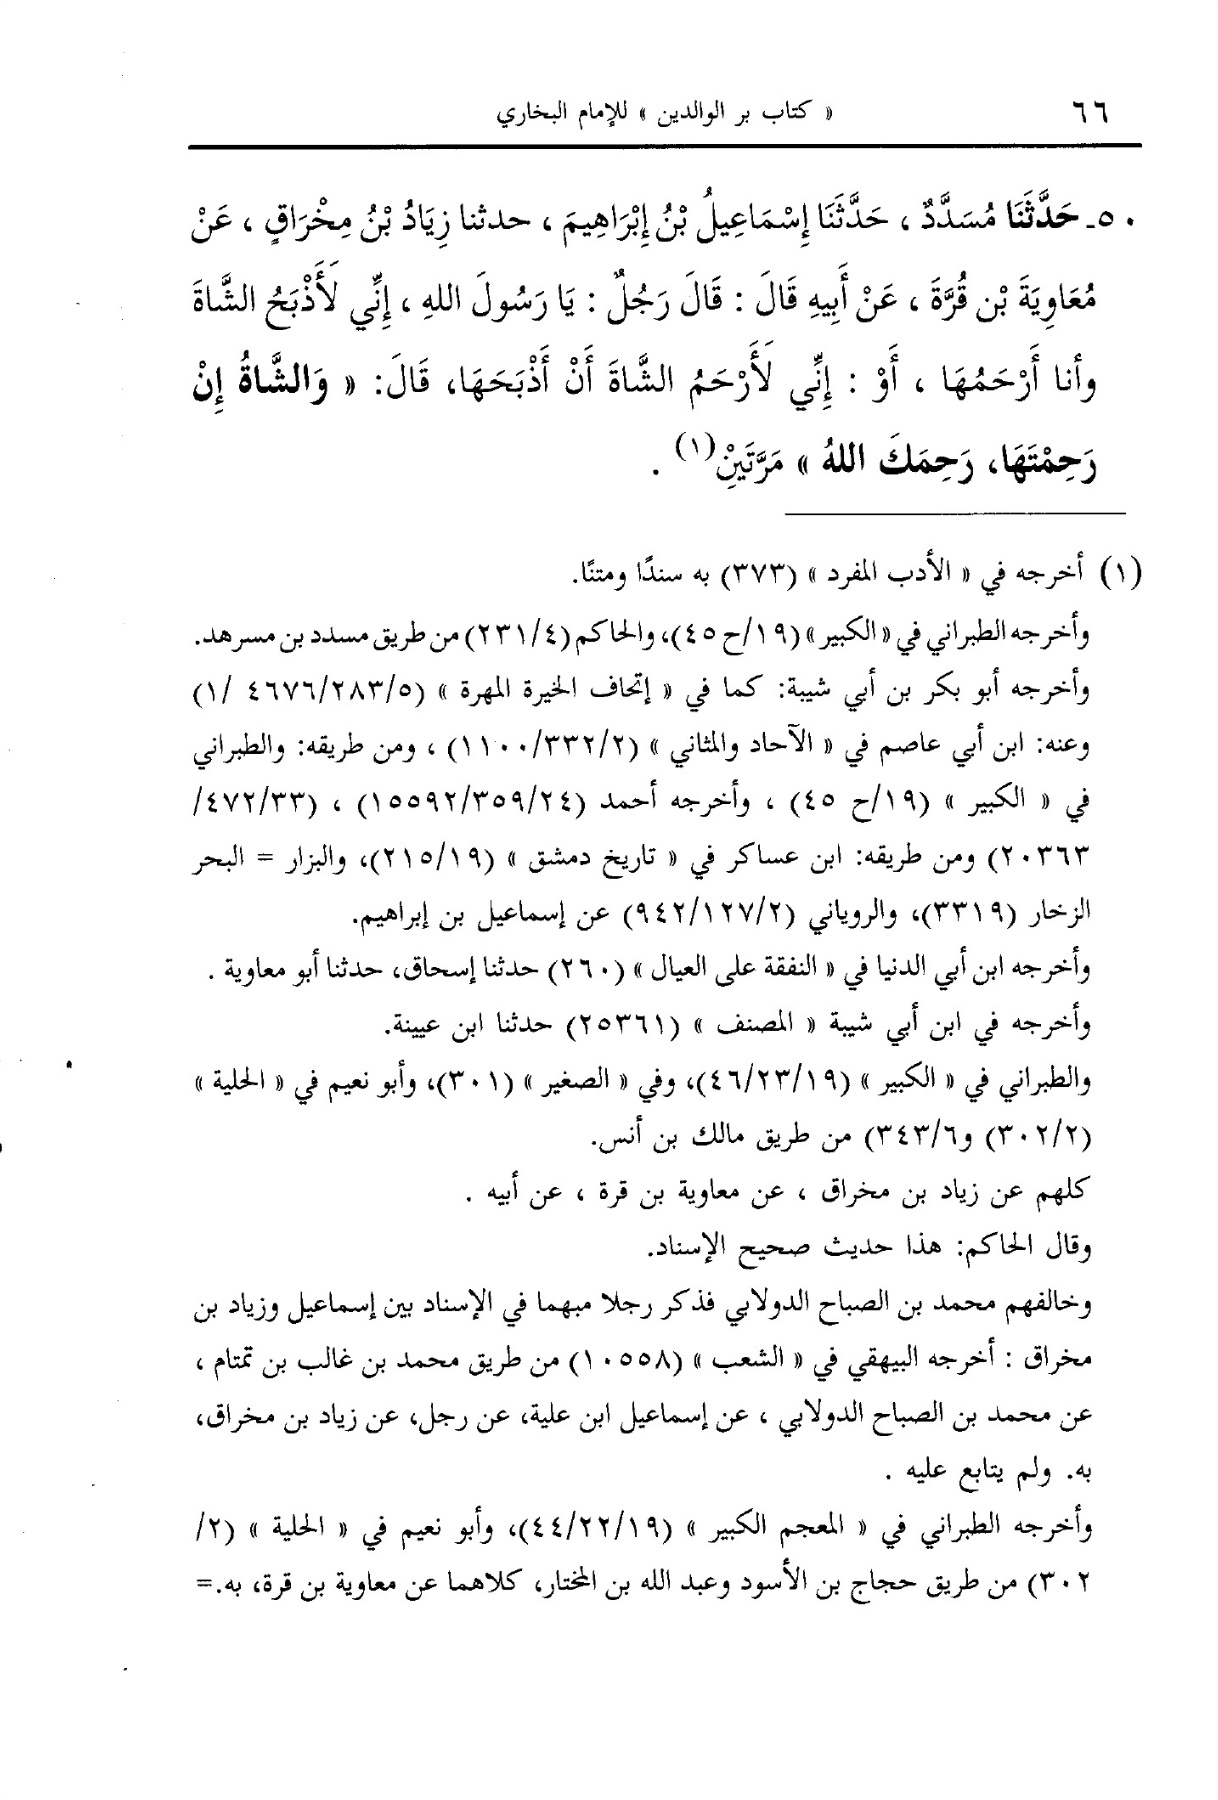 ٦٦ « كتاب بر الوالدين » للإمام البخاري
٥٠ـ حَدَّثَنَا مُسَدَّدٌ ، حَدَّثَنَا إِسْمَاعِيلُ بْنُ إِبْرَاهِيمَ ، حدثنا زِيَادُ بْنُ مِخْرَاقٍ ، عَنْ
مُعَاوِيَةَ بْن قُرَّةَ ، عَنْ أَبِيهِ قَالَ : قَالَ رَجُلٌ : يَا رَسُولَ اللهِ ، إِنِّي لَأَذْبَحُ الشَّاةَ
وأنا أَرْحَمُهَا ، أَوْ : إِنِّي لَأَرْحَمُ الشَّاةَ أَنْ أَذْبَحَهَا، قَالَ: « وَالشَّاةُ إِنْ
رَحِمْتَهَا، رَحِمَكَ اللهُ » مَرَّتَيْنِ(١) .
(١) أخرجه في « الأدب المفرد » (٣٧٣) به سندًا ومتنًا.
وأخرجه الطبراني في « الكبير » (١٩/ح ٤٥)، والحاكم (٢٣١/٤) من طريق مسدد بن مسرهد.
وأخرجه أبو بكر بن أبي شيبة: كما في « إتحاف الخيرة المهرة » (٤٦٧٦/٢٨٣/٥ /١)
وعنه: ابن أبي عاصم في « الآحاد والمثاني » (١١٠٠/٣٣٢/٢) ، ومن طريقه: والطبراني
في « الكبير » (١٩/ح ٤٥) ، وأخرجه أحمد (١٥٥٩٢/٣٥٩/٢٤) ، (٤٧٢/٣٣/
٢٠٣٦٣) ومن طريقه: ابن عساكر في « تاريخ دمشق » (٢١٥/١٩)، والبزار = البحر
الزخار (٣٣١٩)، والروياني (٩٤٢/١٢٧/٢) عن إسماعيل بن إبراهيم.
وأخرجه ابن أبي الدنيا في « النفقة على العيال » (٢٦٠) حدثنا إسحاق، حدثنا أبو معاوية .
وأخرجه في ابن أبي شيبة « المصنف » (٢٥٣٦١) حدثنا ابن عيينة.
والطبراني في « الكبير » (٤٦/٢٣/١٩)، وفي « الصغير » (٣٠١)، وأبو نعيم في « الحلية »
(٣٠٢/٢) و٣٤٣/٦) من طريق مالك بن أنس.
كلهم عن زياد بن مخراق ، عن معاوية بن قرة ، عن أبيه .
وقال الحاكم: هذا حديث صحيح الإسناد.
وخالفهم محمد بن الصباح الدولابي فذكر رجلا مبهما في الإسناد بين إسماعيل وزياد بن
مخراق : أخرجه البيهقي في « الشعب » (١٠٥٥٨) من طريق محمد بن غالب بن تمتام ،
عن محمد بن الصباح الدولابي ، عن إسماعيل ابن علية، عن رجل، عن زياد بن مخراق،
به. ولم يتابع عليه .
وأخرجه الطبراني في « المعجم الكبير » (٤٤/٢٢/١٩)، وأبو نعيم في « الحلية » (٢/
٣٠٢) من طريق حجاج بن الأسود وعبد الله بن المختار، كلاهما عن معاوية بن قرة، به.=